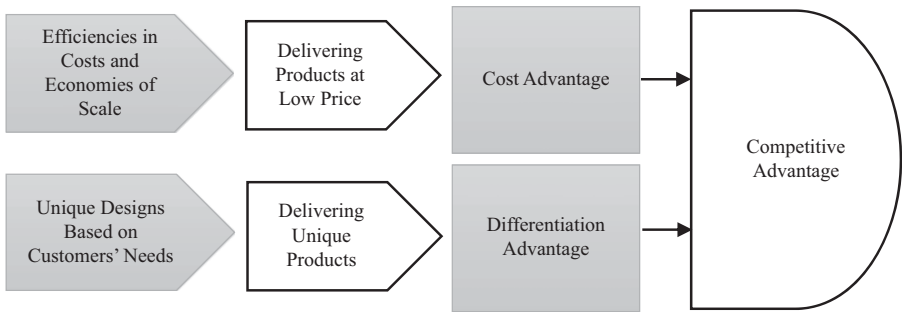 Efficiencies in
Costs and
Economies of
Scale
Delivering
Products at
Low Price
Cost Advantage
Unique Designs
Based on
Customers’ Needs
Delivering
Unique
Products
Differentiation
Advantage
Competitive
Advantage